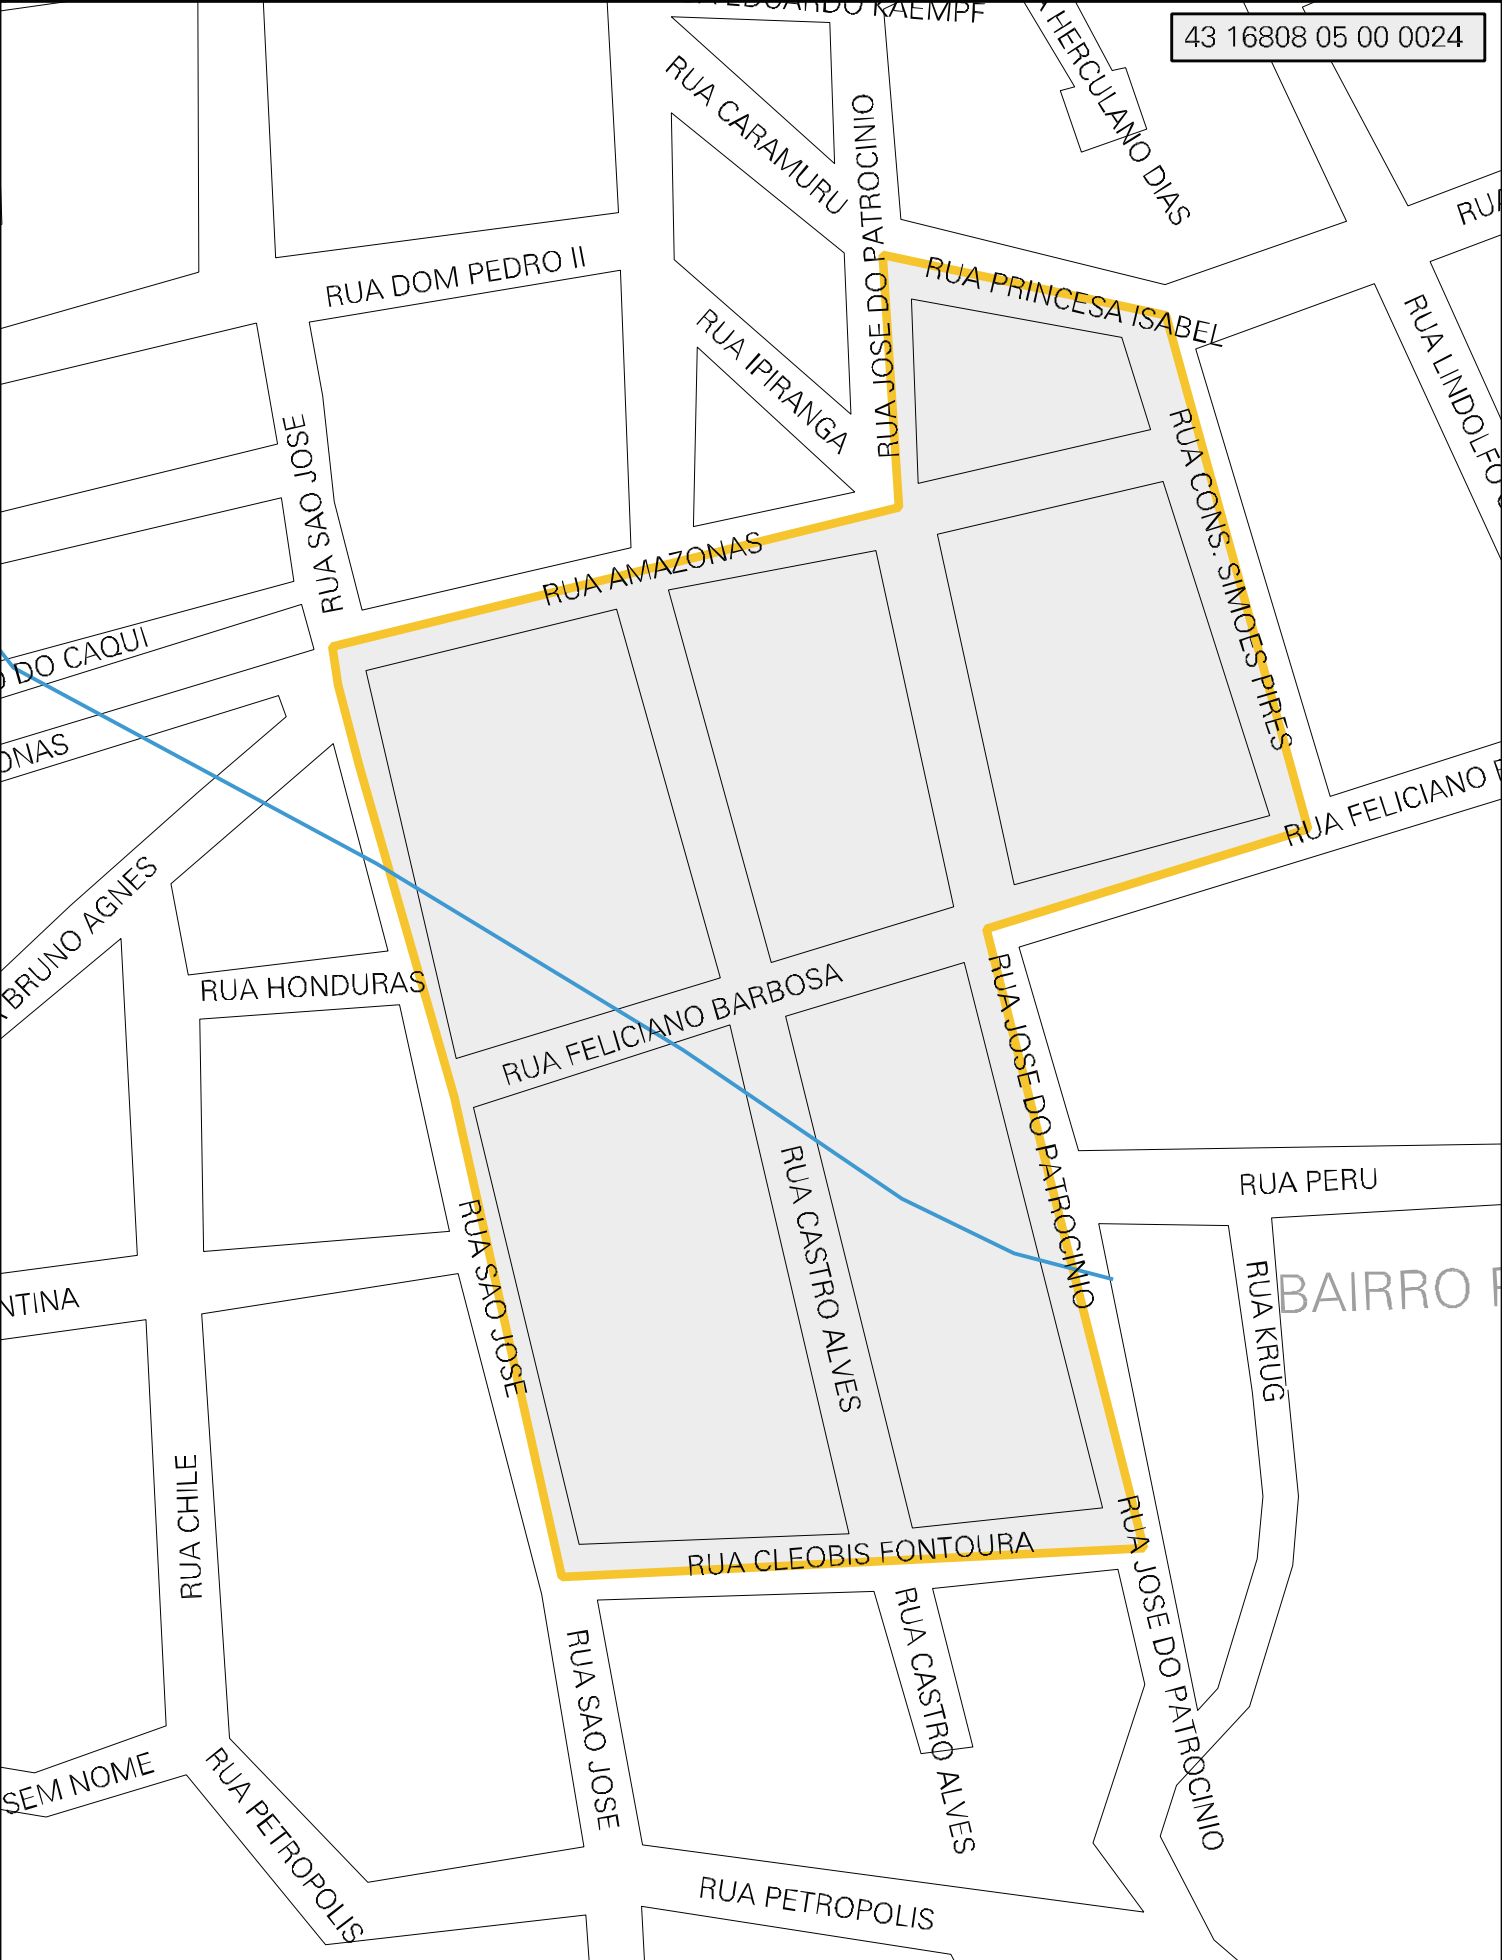 KAEMPF
43 16808 05 00 0024
HERCULANO DIAS
RUA CARAMURU
RUA JOSE DO PATROCINIO
RUA DOM PEDRO II
RUA PRINCESA ISABEL
RUA IPIRANGA
RUA LINDOLFO
RUA SAO JOSE
RUA CONS. SIMOES PIRES
RUA AMAZONAS
DO CAQUI
ONAS
RUA FELICIANO
BRUNO AGNES
RUA HONDURAS
RUA FELICIANO BARBOSA
RUA JOSE DO PATROCINIO
RUA PERU
RUA CASTRO ALVES
RUA SAO JOSE
RUA KRUG
BAIRRO
NTINA
RUA CHILE
RUA CLEOBIS FONTOURA
RUA JOSE DO PATROCINIO
RUA CASTRO ALVES
RUA SAO JOSE
SEM NOME
RUA PETROPOLIS
RUA PETROPOLIS